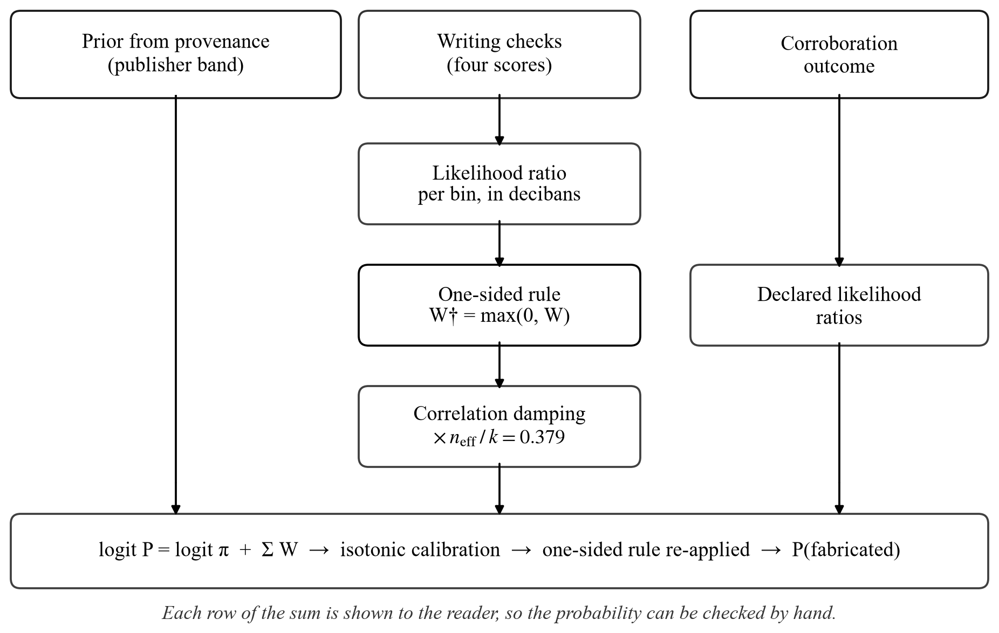 Prior from provenance
(publisher band)
Writing checks
(four scores)
Corroboration
outcome
Likelihood ratio
per bin, in decibans
One-sided rule
W† = max(0, W)
Declared likelihood
ratios
Correlation damping
× n_eff / k = 0.379
logit P = logit π + Σ W → isotonic calibration → one-sided rule re-applied → P(fabricated)
Each row of the sum is shown to the reader, so the probability can be checked by hand.